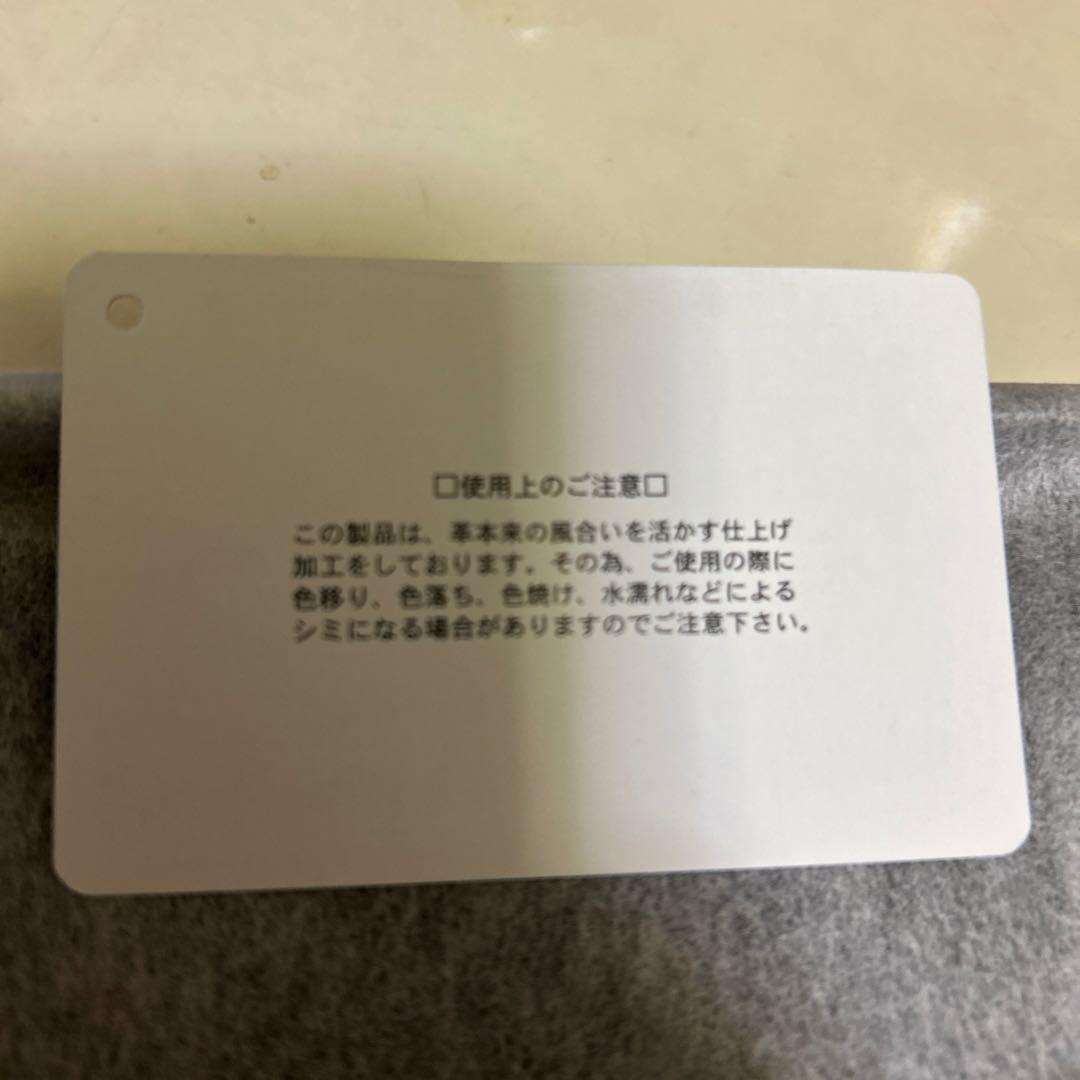 □使用上のご注意□
この製品は、革本来の風合いを活かす仕上げ
加工をしております。その為、ご使用の際に
色移り、色落ち、色焼け、水濡れなどによる
シミになる場合がありますのでご注意下さい。